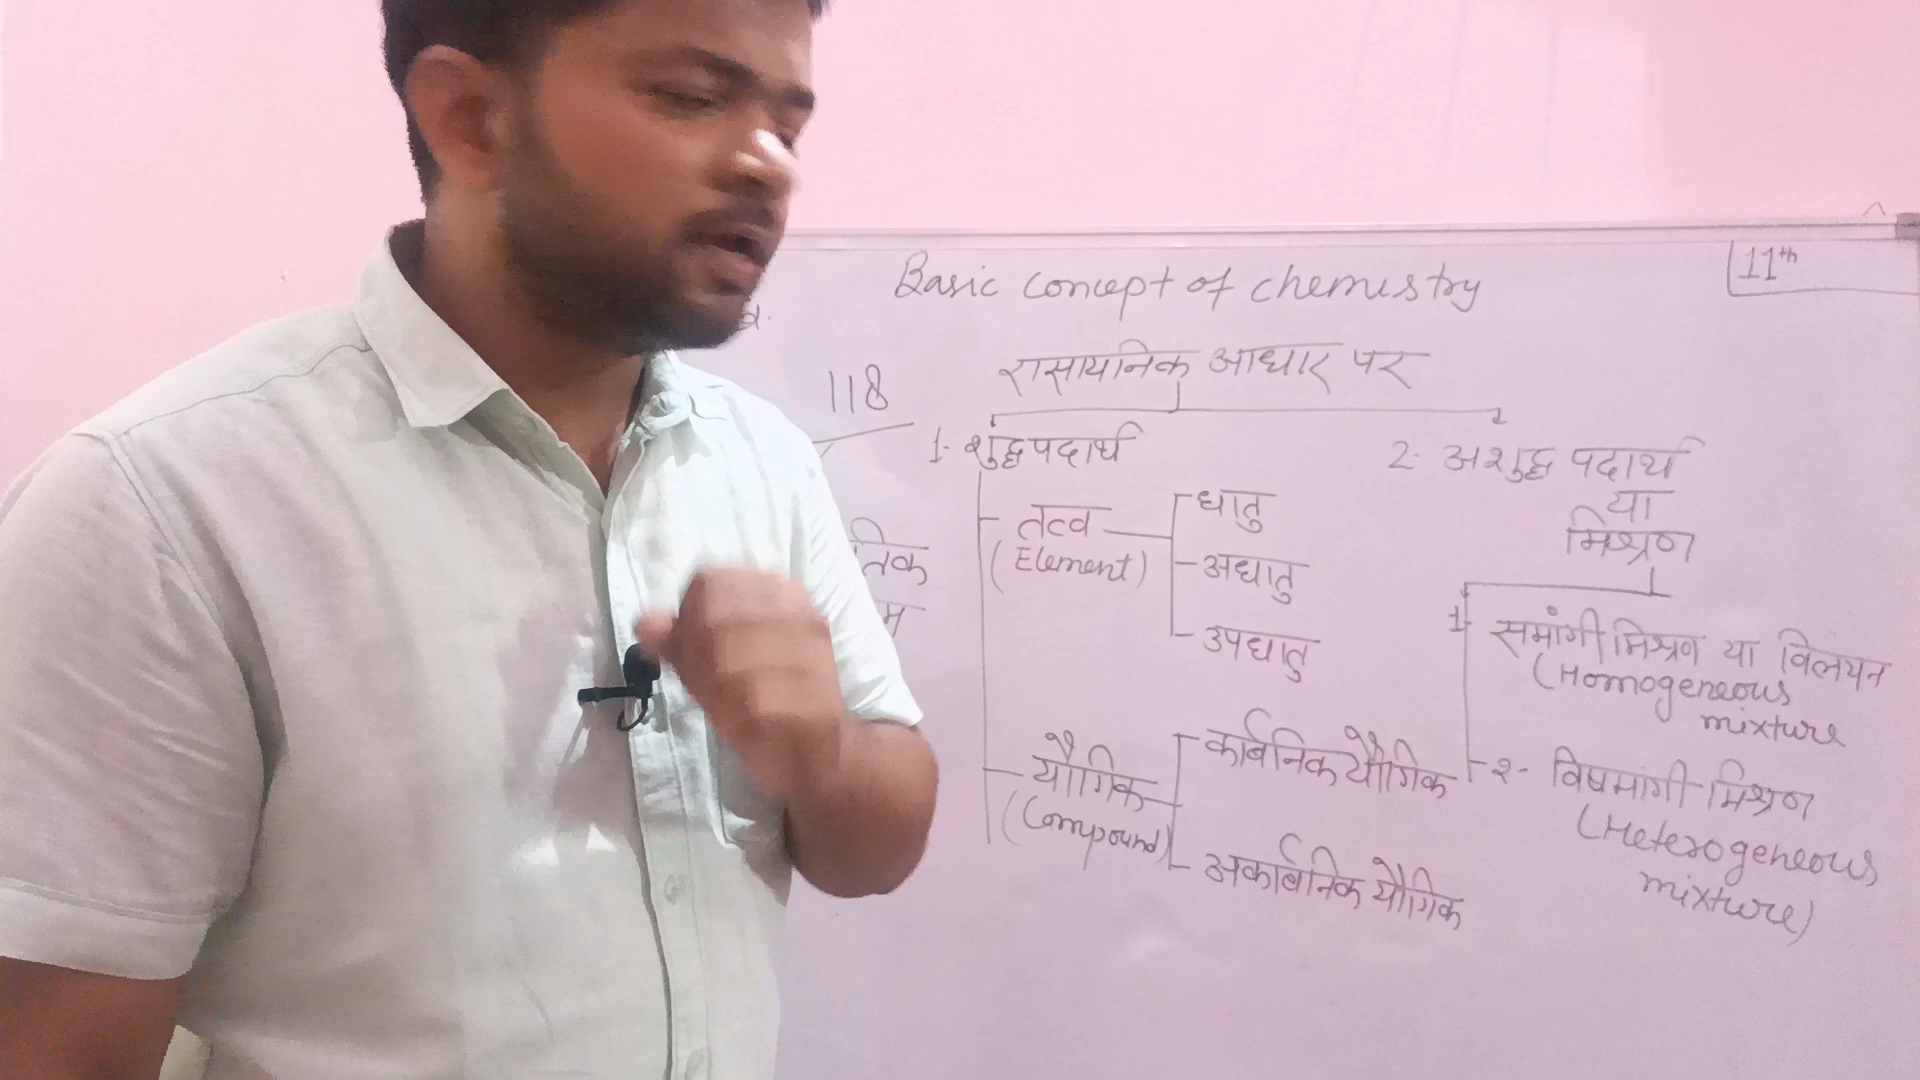 Basic concept of chemistry
11th
रासायनिक आधार पर
118
1. शुद्ध पदार्थ
2. अशुद्ध पदार्थ
या
मिश्रण
तत्व
(Element)
धातु
अधातु
उपधातु
यौगिक
(Compound)
कार्बनिक यौगिक
अकार्बनिक यौगिक
1 समांगी मिश्रण या विलयन
(Homogeneous
mixture
२- विषमांगी मिश्रण
(Heterogeneous
mixture)